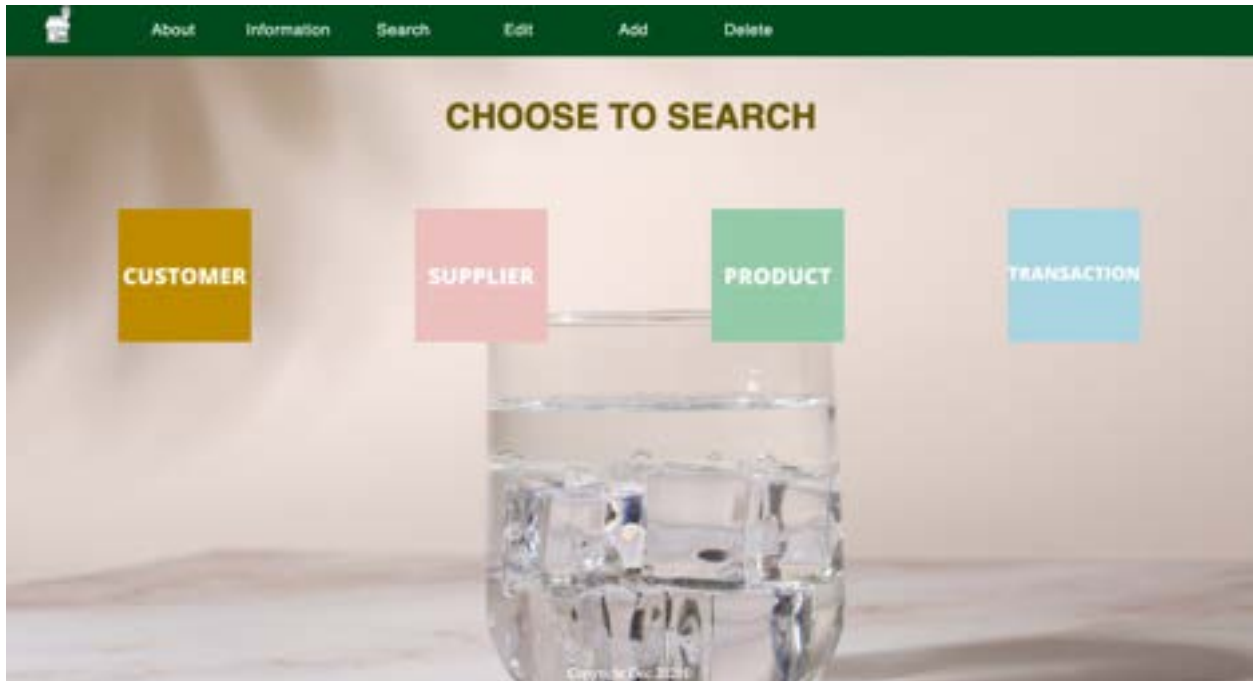 About Information Search Edit Add Delete
CHOOSE TO SEARCH
CUSTOMER SUPPLIER PRODUCT TRANSACTION